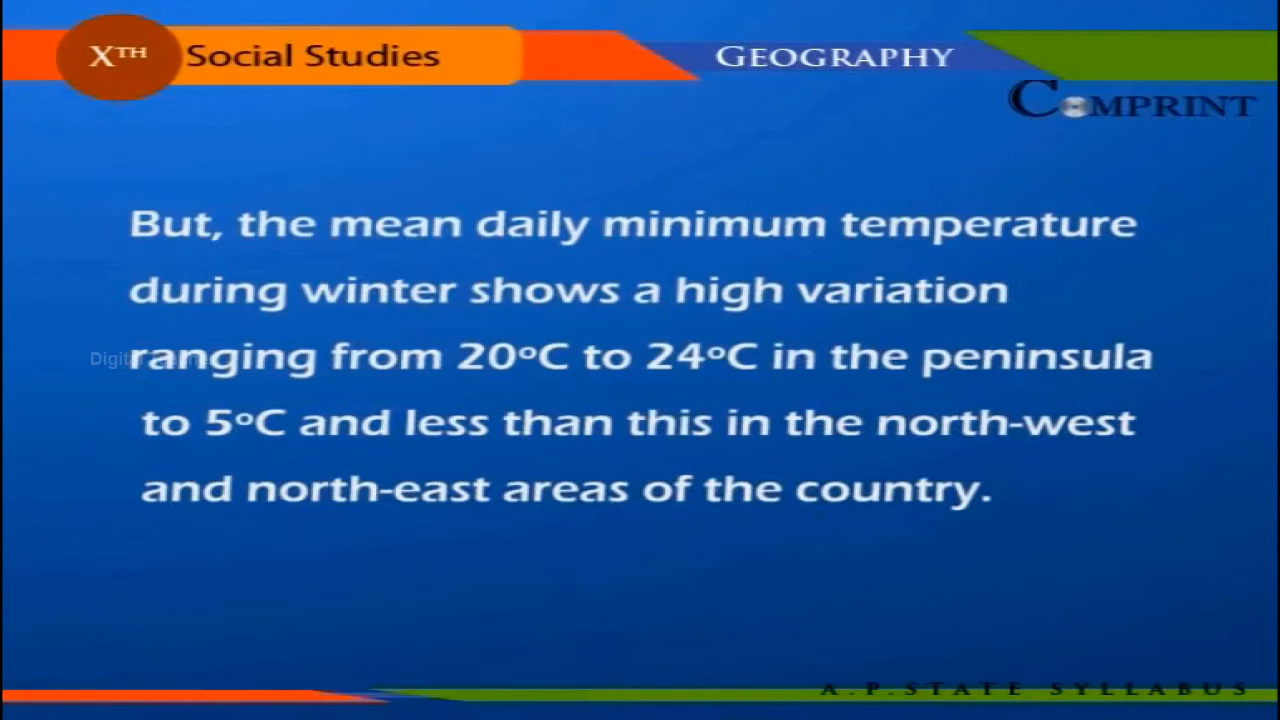 XTH Social Studies
GEOGRAPHY
COMPRINT
But, the mean daily minimum temperature
during winter shows a high variation
ranging from 20ºC to 24ºC in the peninsula
to 5ºC and less than this in the north-west
and north-east areas of the country.
A.P.STATE SYLLABUS